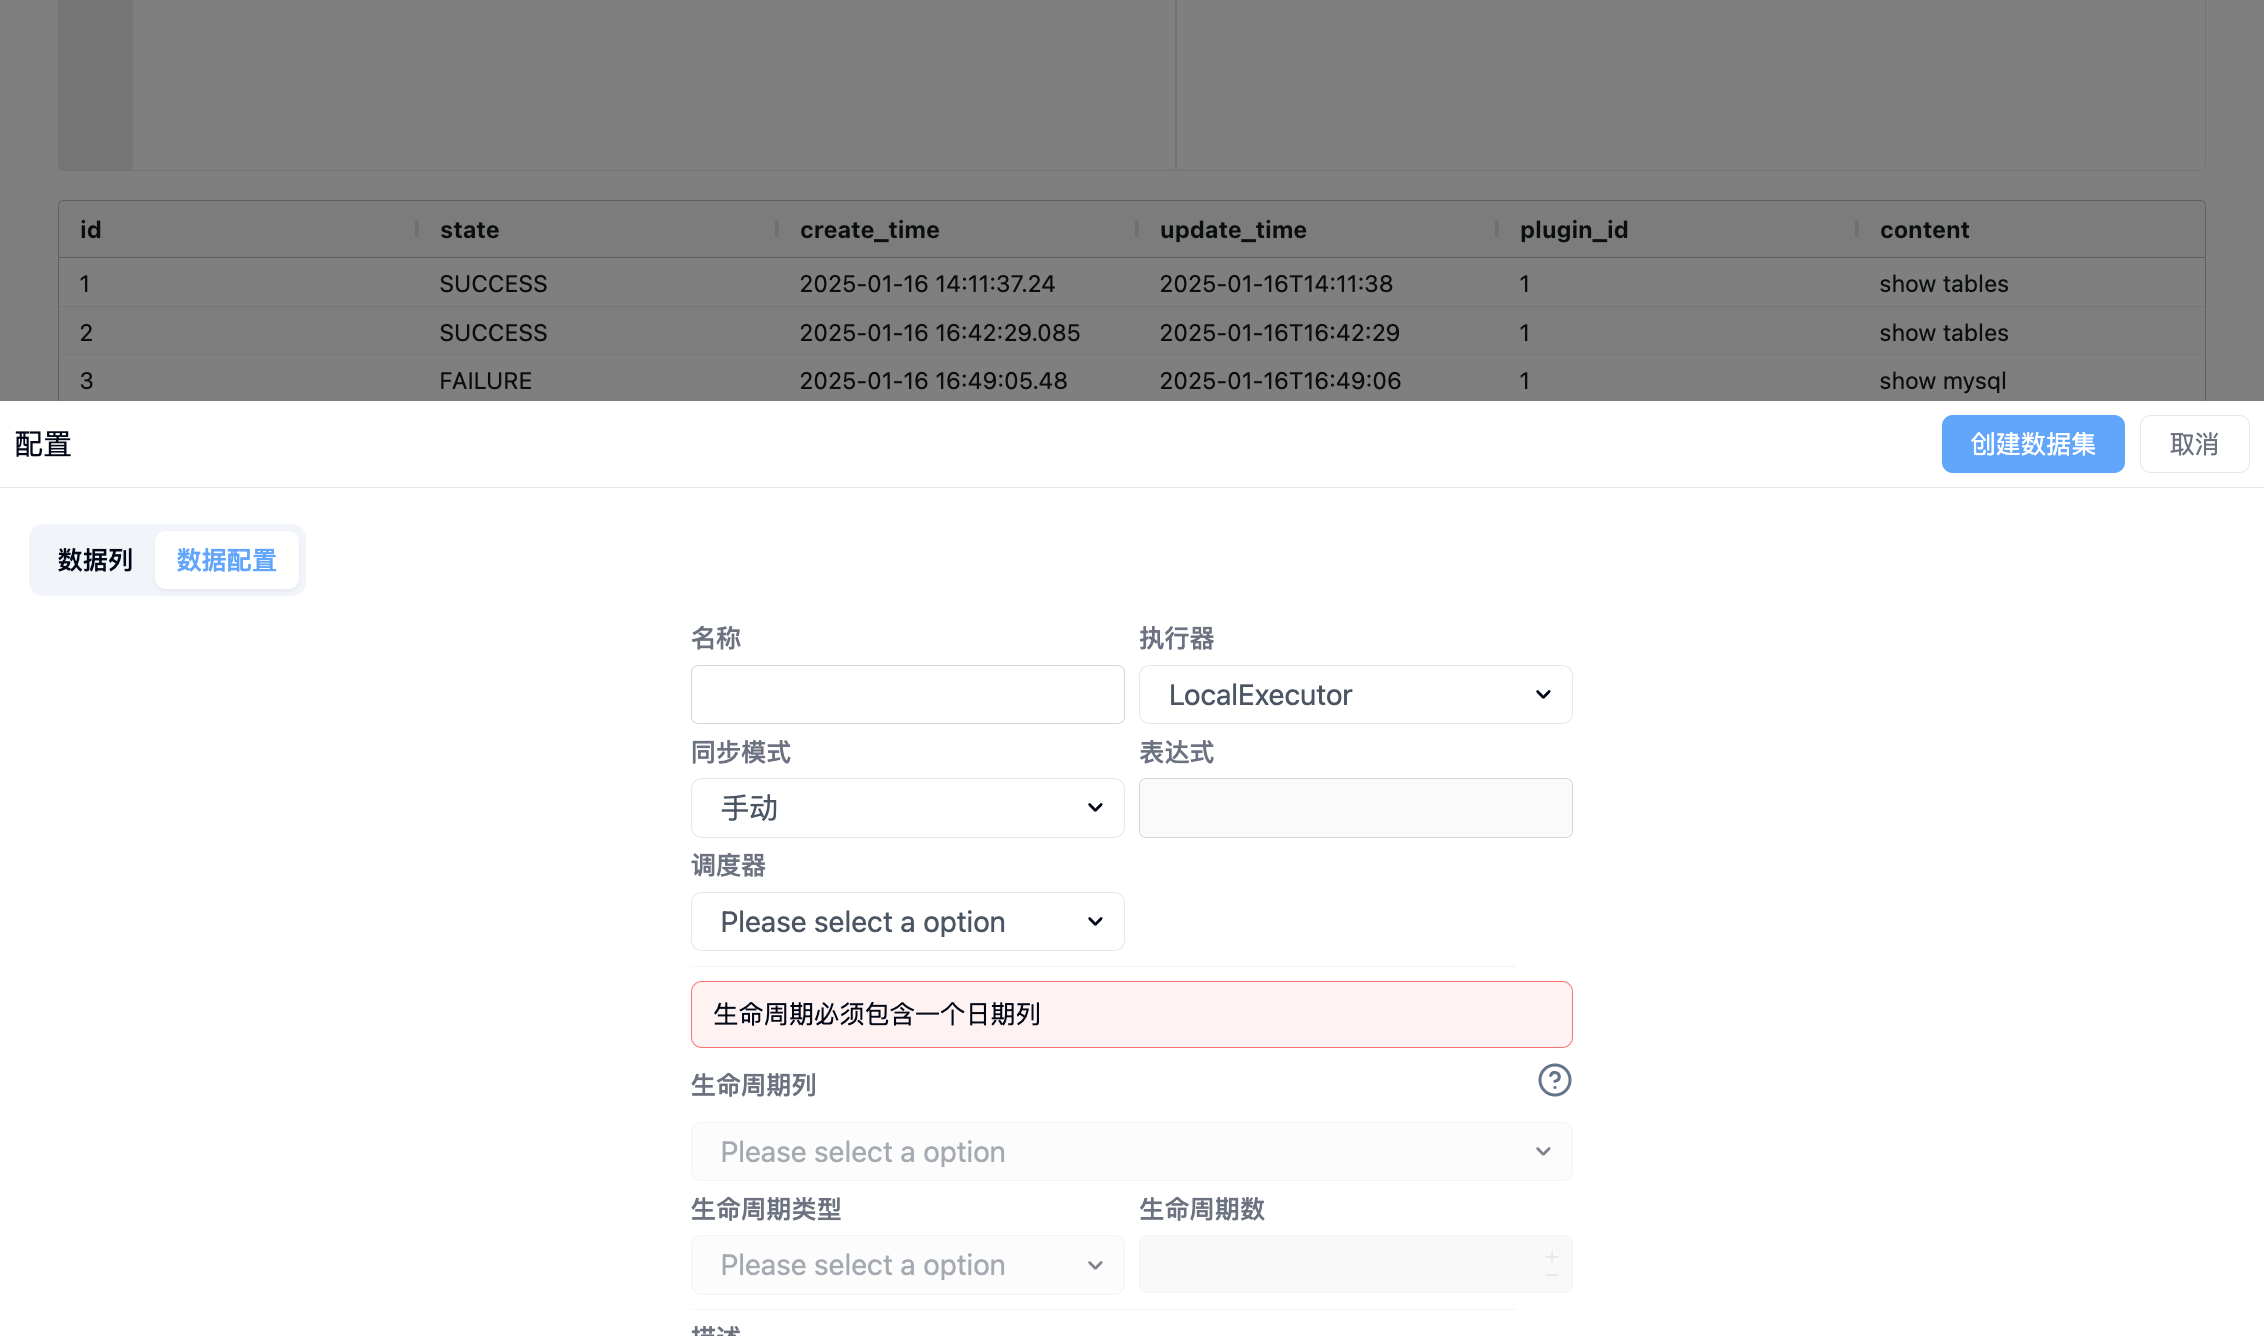 id state create_time update_time plugin_id content
1 SUCCESS 2025-01-16 14:11:37.24 2025-01-16T14:11:38 1 show tables
2 SUCCESS 2025-01-16 16:42:29.085 2025-01-16T16:42:29 1 show tables
3 FAILURE 2025-01-16 16:49:05.48 2025-01-16T16:49:06 1 show mysql
配置 创建数据集 取消
数据列 数据配置
名称 执行器
LocalExecutor
同步模式 表达式
手动
调度器
Please select a option
生命周期必须包含一个日期列
生命周期列
Please select a option
生命周期类型 生命周期数
Please select a option
描述